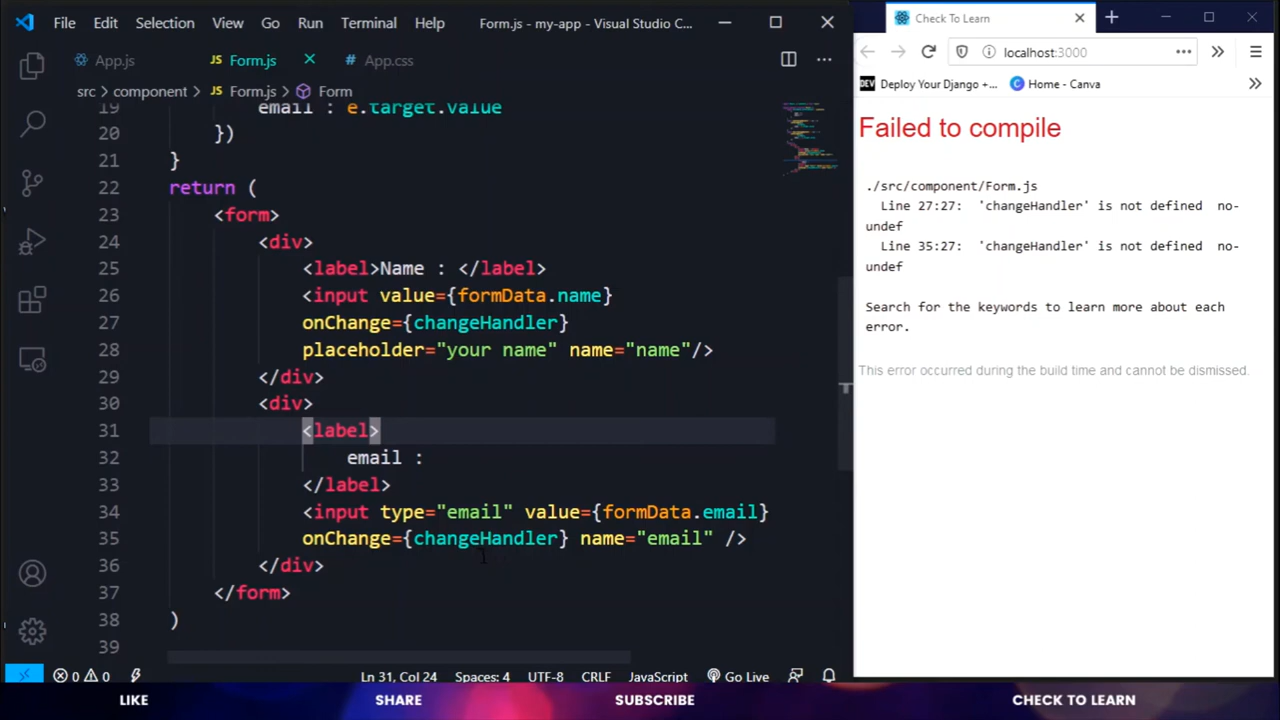 File Edit Selection View Go Run Terminal Help Form.js - my-app - Visual Studio C...
App.js JS Form.js # App.css
src > component > JS Form.js > Form
19 email : e.target.value
20 })
21 }
22 return (
23 <form>
24 <div>
25 <label>Name : </label>
26 <input value={formData.name}
27 onChange={changeHandler}
28 placeholder="your name" name="name"/>
29 </div>
30 <div>
31 <label>
32 email :
33 </label>
34 <input type="email" value={formData.email}
35 onChange={changeHandler} name="email" />
36 </div>
37 </form>
38 )
39
0 0 Ln 31, Col 24 Spaces: 4 UTF-8 CRLF JavaScript Go Live
Check To Learn
localhost:3000
DEV Deploy Your Django +... C Home - Canva
Failed to compile
./src/component/Form.js
Line 27:27: 'changeHandler' is not defined no-
undef
Line 35:27: 'changeHandler' is not defined no-
undef
Search for the keywords to learn more about each
error.
This error occurred during the build time and cannot be dismissed.
LIKE SHARE SUBSCRIBE CHECK TO LEARN